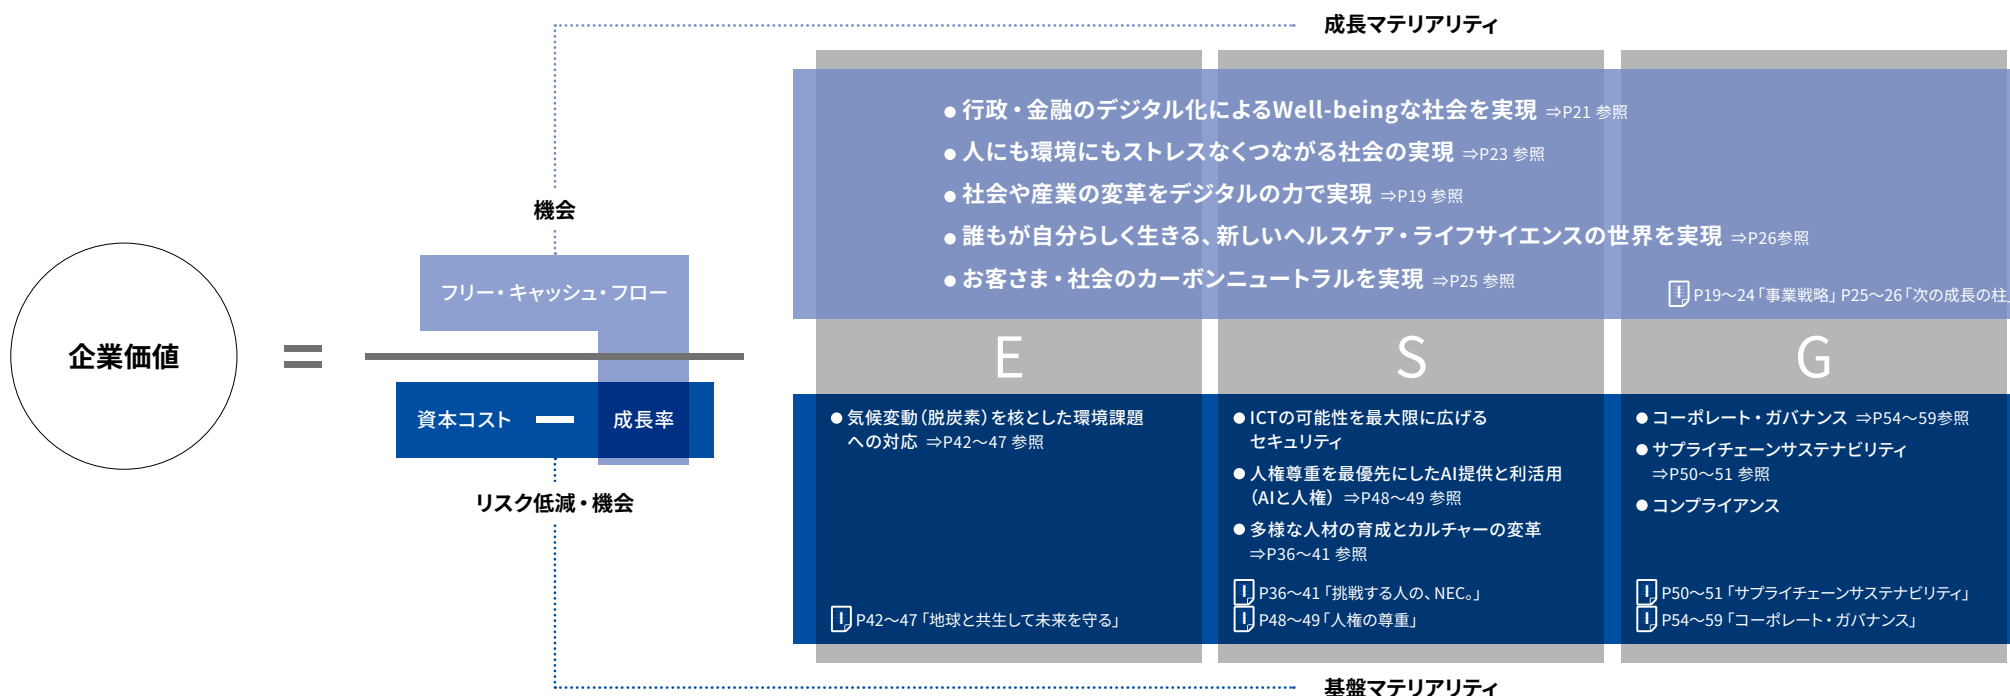 成長マテリアリティ
● 行政・金融のデジタル化によるWell-beingな社会を実現 ⇒P21 参照
● 人にも環境にもストレスなくつながる社会の実現 ⇒P23 参照
● 社会や産業の変革をデジタルの力で実現 ⇒P19 参照
● 誰もが自分らしく生きる、新しいヘルスケア・ライフサイエンスの世界を実現 ⇒P26参照
● お客さま・社会のカーボンニュートラルを実現 ⇒P25 参照
P19～24「事業戦略」 P25～26「次の成長の柱」
機会
フリー・キャッシュ・フロー
企業価値
=
資本コスト ー 成長率
リスク低減・機会
E
● 気候変動（脱炭素）を核とした環境課題
への対応 ⇒P42～47 参照
P42～47「地球と共生して未来を守る」
S
● ICTの可能性を最大限に広げる
セキュリティ
● 人権尊重を最優先にしたAI提供と利活用
（AIと人権） ⇒P48～49 参照
● 多様な人材の育成とカルチャーの変革
⇒P36～41 参照
P36～41「挑戦する人の、NEC。」
P48～49「人権の尊重」
G
● コーポレート・ガバナンス ⇒P54～59参照
● サプライチェーンサステナビリティ
⇒P50～51 参照
● コンプライアンス
P50～51「サプライチェーンサステナビリティ」
P54～59「コーポレート・ガバナンス」
基盤マテリアリティ